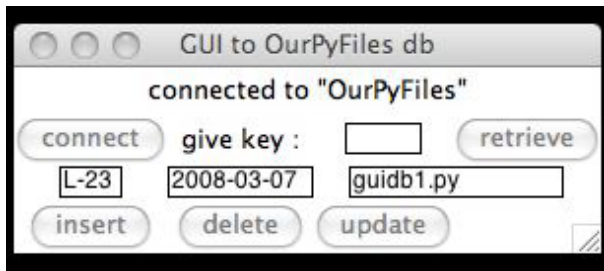 GUI to OurPyFiles db
connected to "OurPyFiles"
connect give key : retrieve
L-23 2008-03-07 guidb1.py
insert delete update